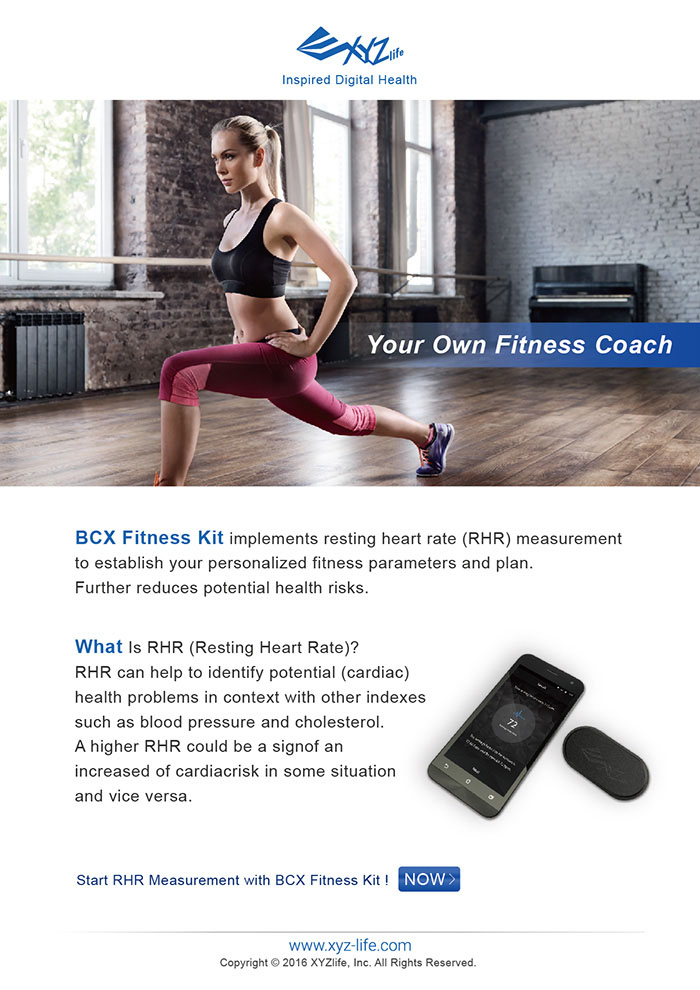 XYZlife
Inspired Digital Health
Your Own Fitness Coach
BCX Fitness Kit implements resting heart rate (RHR) measurement
to establish your personalized fitness parameters and plan.
Further reduces potential health risks.
What Is RHR (Resting Heart Rate)?
RHR can help to identify potential (cardiac)
health problems in context with other indexes
such as blood pressure and cholesterol.
A higher RHR could be a signof an
increased of cardiacrisk in some situation
and vice versa.
72
Start RHR Measurement with BCX Fitness Kit !
NOW >
www.xyz-life.com
Copyright © 2016 XYZlife, Inc. All Rights Reserved.